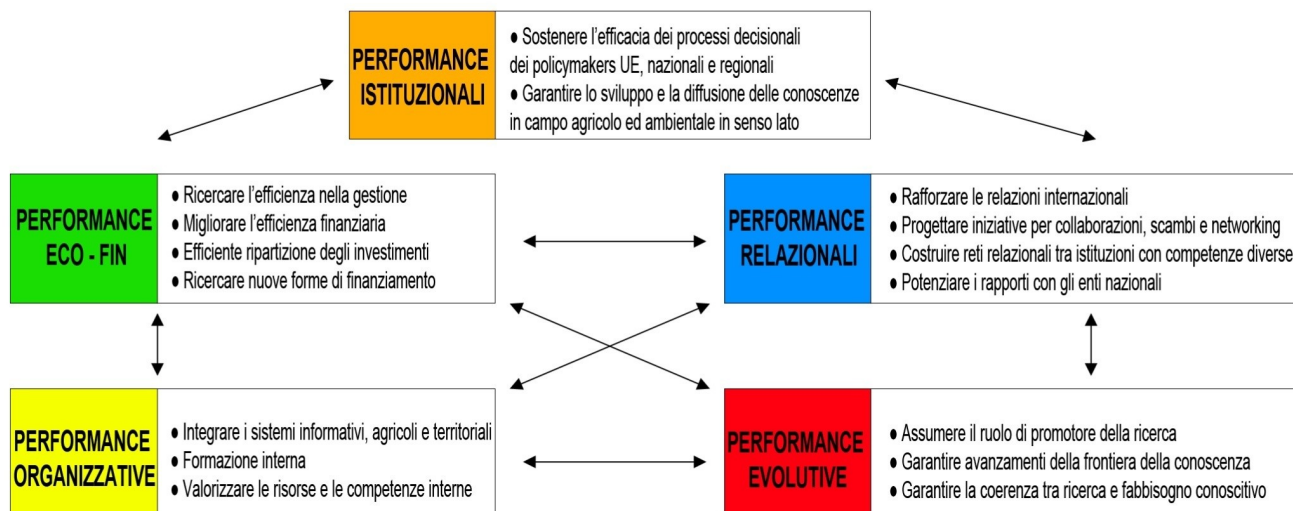 PERFORMANCE
ISTITUZIONALI
● Sostenere l'efficacia dei processi decisionali
dei policymakers UE, nazionali e regionali
● Garantire lo sviluppo e la diffusione delle conoscenze
in campo agricolo ed ambientale in senso lato
PERFORMANCE
ECO - FIN
● Ricercare l'efficienza nella gestione
● Migliorare l'efficienza finanziaria
● Efficiente ripartizione degli investimenti
● Ricercare nuove forme di finanziamento
PERFORMANCE
RELAZIONALI
● Rafforzare le relazioni internazionali
● Progettare iniziative per collaborazioni, scambi e networking
● Costruire reti relazionali tra istituzioni con competenze diverse
● Potenziare i rapporti con gli enti nazionali
PERFORMANCE
ORGANIZZATIVE
● Integrare i sistemi informativi, agricoli e territoriali
● Formazione interna
● Valorizzare le risorse e le competenze interne
PERFORMANCE
EVOLUTIVE
● Assumere il ruolo di promotore della ricerca
● Garantire avanzamenti della frontiera della conoscenza
● Garantire la coerenza tra ricerca e fabbisogno conoscitivo